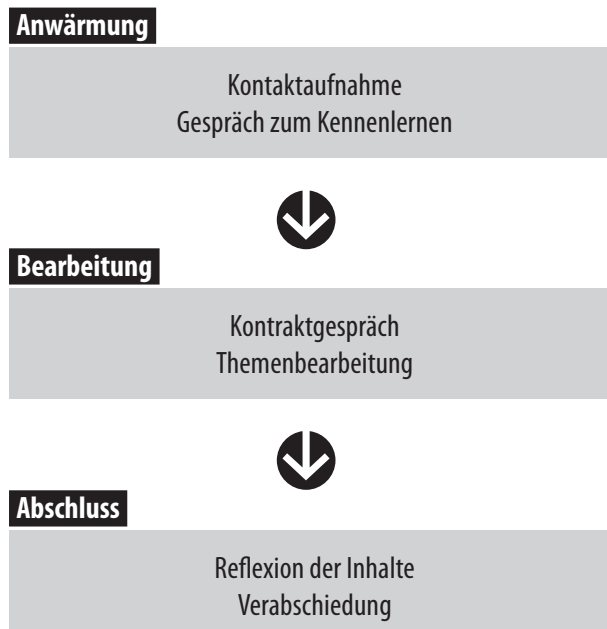 Anwärmung
Kontaktaufnahme
Gespräch zum Kennenlernen
Bearbeitung
Kontraktgespräch
Themenbearbeitung
Abschluss
Reflexion der Inhalte
Verabschiedung